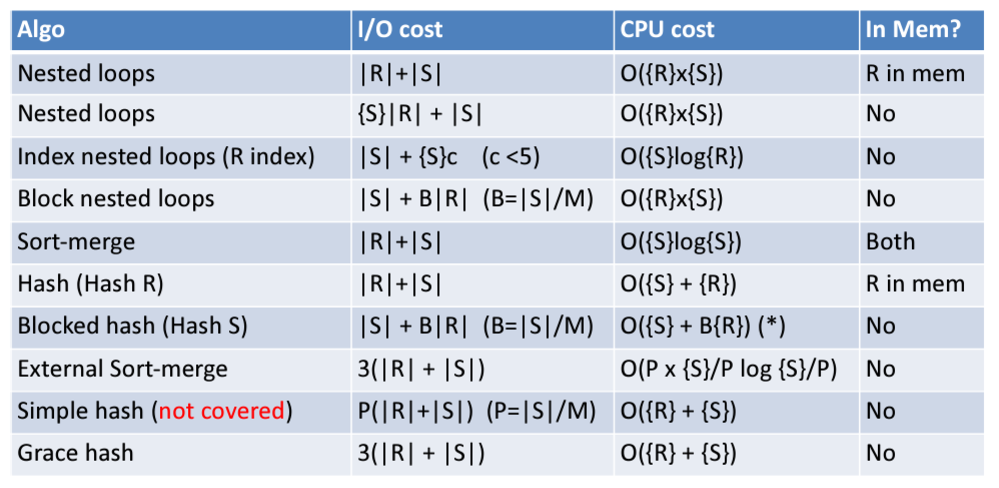 Algo I/O cost CPU cost In Mem?
Nested loops |R|+|S| O({R}x{S}) R in mem
Nested loops {S}|R| + |S| O({R}x{S}) No
Index nested loops (R index) |S| + {S}c (c <5) O({S}log{R}) No
Block nested loops |S| + B|R| (B=|S|/M) O({R}x{S}) No
Sort-merge |R|+|S| O({S}log{S}) Both
Hash (Hash R) |R|+|S| O({S} + {R}) R in mem
Blocked hash (Hash S) |S| + B|R| (B=|S|/M) O({S} + B{R}) (*) No
External Sort-merge 3(|R| + |S|) O(P x {S}/P log {S}/P) No
Simple hash (not covered) P(|R|+|S|) (P=|S|/M) O({R} + {S}) No
Grace hash 3(|R| + |S|) O({R} + {S}) No